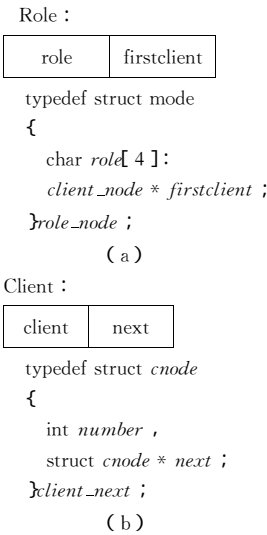 Role:
role firstclient
typedef struct mode
{
char role[4]:
client_node * firstclient;
}role_node;
(a)
Client:
client next
typedef struct cnode
{
int number,
struct cnode * next;
}client_next;
(b)